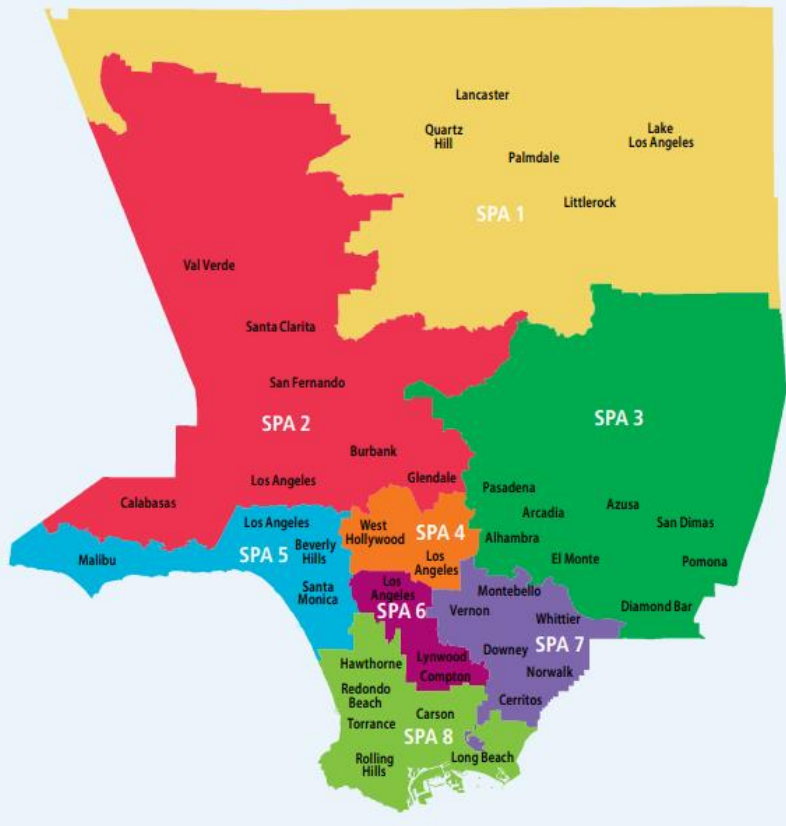 Lancaster
Quartz
Hill
Lake
Los Angeles
Palmdale
Littlerock
SPA 1
Val Verde
Santa Clarita
San Fernando
SPA 2
Burbank
Los Angeles
Glendale
Calabasas
SPA 3
Pasadena
Arcadia
Azusa
San Dimas
Alhambra
El Monte
Pomona
Diamond Bar
West
Hollywood
SPA 4
Los
Angeles
Los Angeles
Beverly
Hills
SPA 5
Malibu
Santa
Monica
Los
Angeles
SPA 6
Lynwood
Compton
Montebello
Vernon
Whittier
SPA 7
Downey
Norwalk
Cerritos
Hawthorne
Redondo
Beach
Torrance
Carson
SPA 8
Rolling
Hills
Long Beach